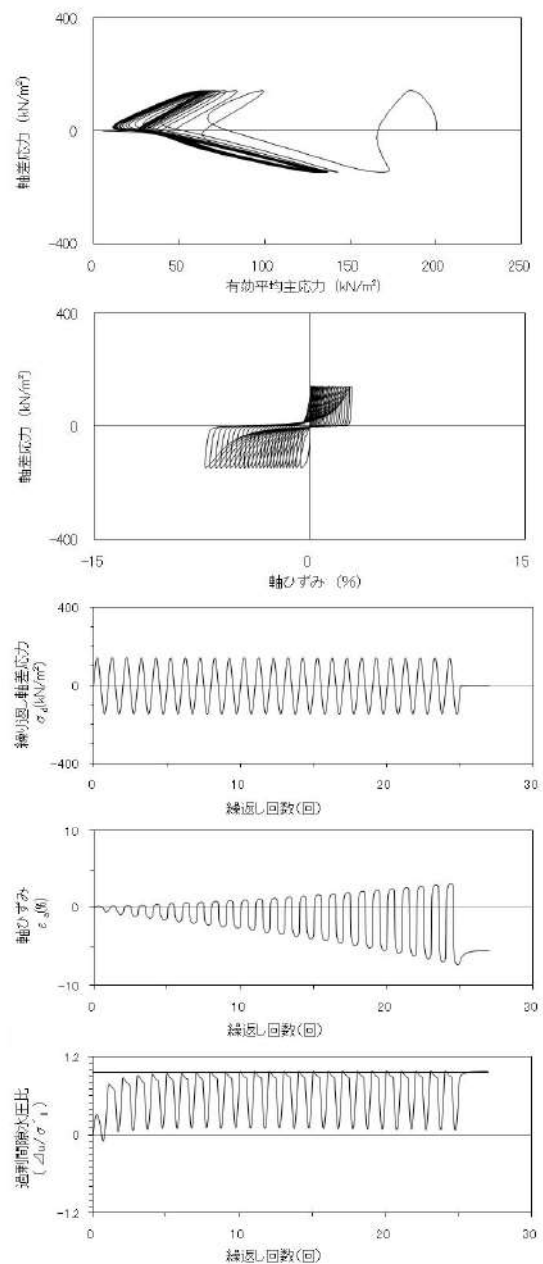 400
軸差応力 (kN/m²)
0
-400
0 50 100 150 200 250
有効平均主応力 (kN/m²)
400
軸差応力 (kN/m²)
0
-400
-15 0 15
軸ひずみ (%)
400
繰り返し軸差応力
σd(kN/m²)
0
-400
0 10 20 30
繰返し回数(回)
10
軸ひずみ
εa(%)
0
-10
0 10 20 30
繰返し回数(回)
1.2
過剰間隙水圧比
0
-1.2
0 10 20 30
繰返し回数(回)